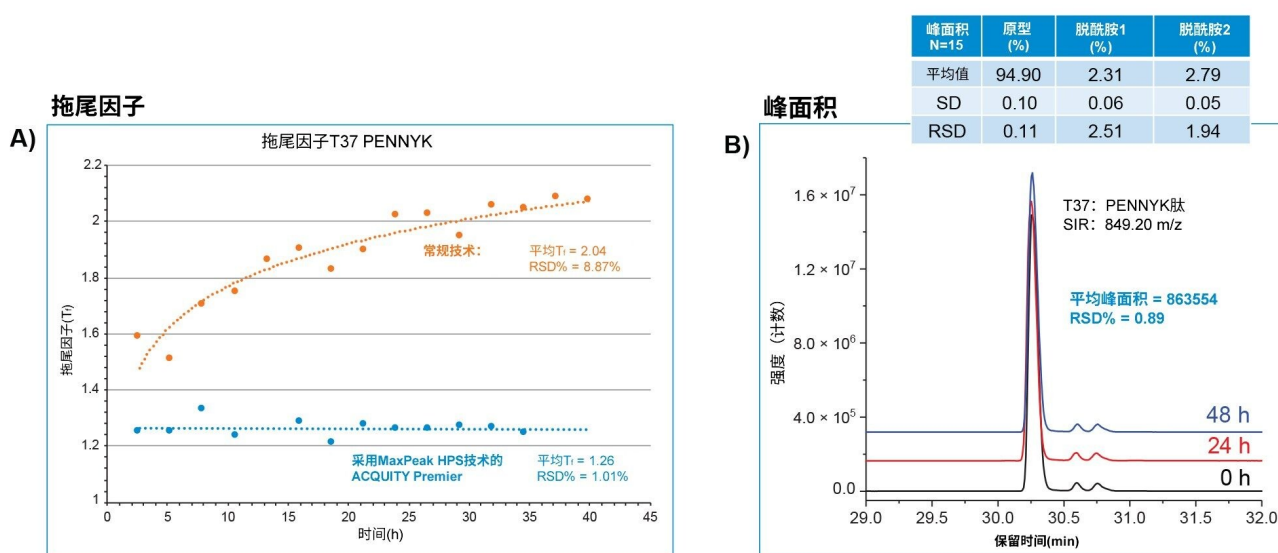 A)
拖尾因子
拖尾因子T37 PENNYK
拖尾因子(Tf)
2.2
2
1.8
1.6
1.4
1.2
1
常规技术：
平均Tf = 2.04
RSD% = 8.87%
采用MaxPeak HPS技术的
ACQUITY Premier
平均Tf = 1.26
RSD% = 1.01%
0 5 10 15 20 25 30 35 40 45
时间(h)
B)
峰面积
峰面积 N=15 原型 (%) 脱酰胺1 (%) 脱酰胺2 (%)
平均值 94.90 2.31 2.79
SD 0.10 0.06 0.05
RSD 0.11 2.51 1.94
强度（计数）
1.6 × 10⁷
1.2 × 10⁷
8.0 × 10⁶
4.0 × 10⁵
0.0
T37：PENNYK肽
SIR：849.20 m/z
平均峰面积 = 863554
RSD% = 0.89
48 h
24 h
0 h
29.0 29.5 30.0 30.5 31.0 31.5 32.0
保留时间(min)